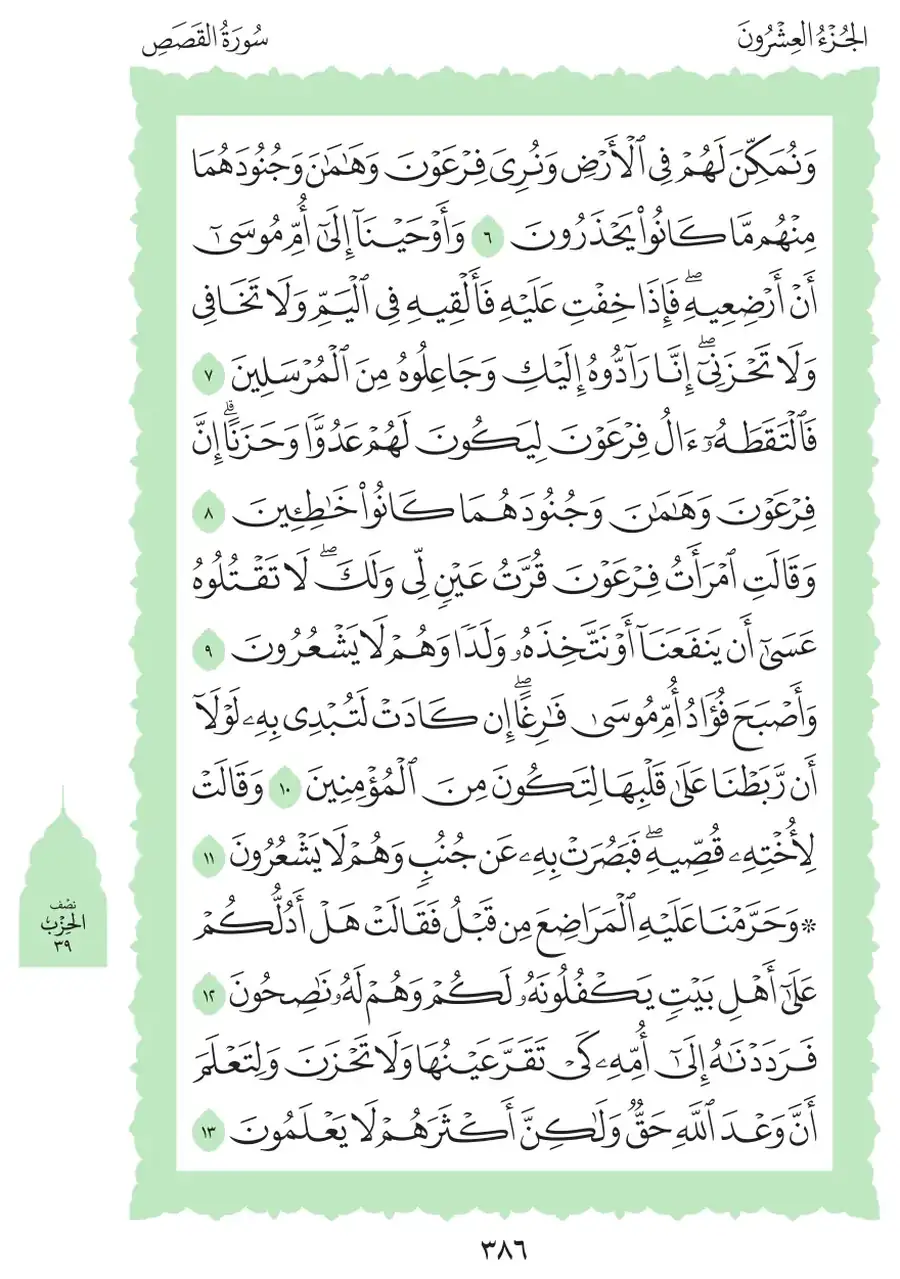 الجُزْءُ العِشْرُونَ
سُورَةُ القَصَصِ
وَنُمَكِّنَ لَهُمْ فِي ٱلْأَرْضِ وَنُرِيَ فِرْعَوْنَ وَهَٰمَٰنَ وَجُنُودَهُمَا
مِنْهُم مَّا كَانُوا۟ يَحْذَرُونَ ٦ وَأَوْحَيْنَآ إِلَىٰٓ أُمِّ مُوسَىٰٓ
أَنْ أَرْضِعِيهِۖ فَإِذَا خِفْتِ عَلَيْهِ فَأَلْقِيهِ فِي ٱلْيَمِّ وَلَا تَخَافِي
وَلَا تَحْزَنِيٓۖ إِنَّا رَآدُّوهُ إِلَيْكِ وَجَاعِلُوهُ مِنَ ٱلْمُرْسَلِينَ ٧
فَٱلْتَقَطَهُۥٓ ءَالُ فِرْعَوْنَ لِيَكُونَ لَهُمْ عَدُوًّا وَحَزَنًاۗ إِنَّ
فِرْعَوْنَ وَهَٰمَٰنَ وَجُنُودَهُمَا كَانُوا۟ خَٰطِـِٔينَ ٨
وَقَالَتِ ٱمْرَأَتُ فِرْعَوْنَ قُرَّتُ عَيْنٍ لِّي وَلَكَۖ لَا تَقْتُلُوهُ
عَسَىٰٓ أَن يَنفَعَنَآ أَوْ نَتَّخِذَهُۥ وَلَدًا وَهُمْ لَا يَشْعُرُونَ ٩
وَأَصْبَحَ فُؤَادُ أُمِّ مُوسَىٰ فَٰرِغًاۖ إِن كَادَتْ لَتُبْدِي بِهِۦ لَوْلَآ
أَن رَّبَطْنَا عَلَىٰ قَلْبِهَا لِتَكُونَ مِنَ ٱلْمُؤْمِنِينَ ١٠ وَقَالَتْ
لِأُخْتِهِۦ قُصِّيهِۖ فَبَصُرَتْ بِهِۦ عَن جُنُبٍ وَهُمْ لَا يَشْعُرُونَ ١١
* وَحَرَّمْنَا عَلَيْهِ ٱلْمَرَاضِعَ مِن قَبْلُ فَقَالَتْ هَلْ أَدُلُّكُمْ
عَلَىٰٓ أَهْلِ بَيْتٍ يَكْفُلُونَهُۥ لَكُمْ وَهُمْ لَهُۥ نَٰصِحُونَ ١٢
فَرَدَدْنَٰهُ إِلَىٰٓ أُمِّهِۦ كَيْ تَقَرَّ عَيْنُهَا وَلَا تَحْزَنَ وَلِتَعْلَمَ
أَنَّ وَعْدَ ٱللَّهِ حَقٌّ وَلَٰكِنَّ أَكْثَرَهُمْ لَا يَعْلَمُونَ ١٣
نصْف
الحِزْب
٣٩
٣٨٦